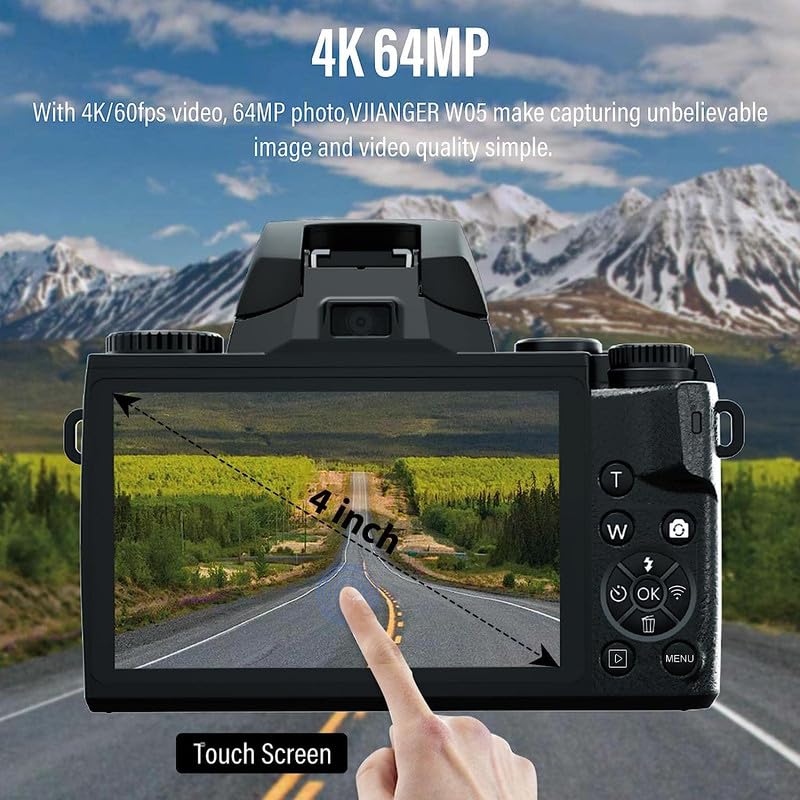 4K 64MP
With 4K/60fps video, 64MP photo,VJIANGER W05 make capturing unbelievable
image and video quality simple.
4 inch
T
W
OK
MENU
Touch Screen